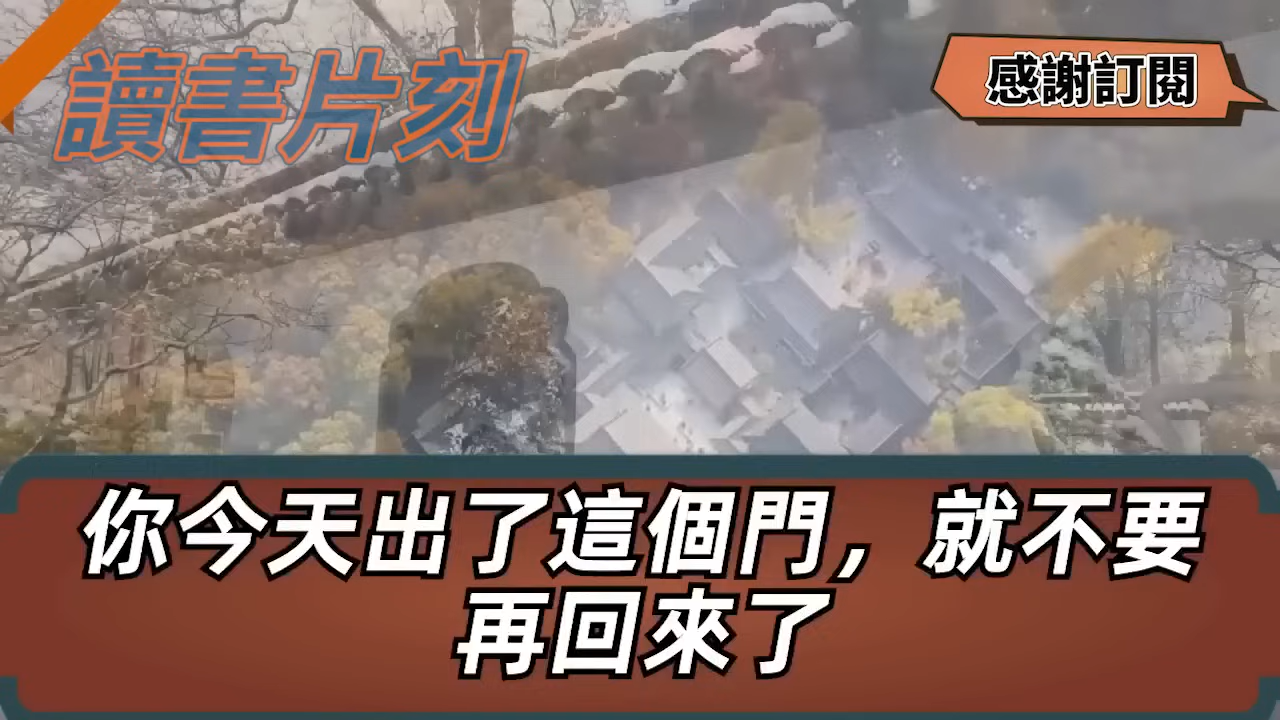 讀書片刻
感謝訂閱
你今天出了這個門，就不要
再回來了